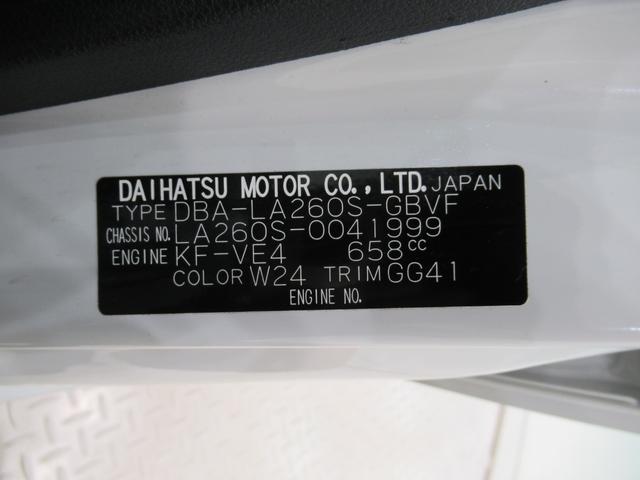 DAIHATSU MOTOR CO.,LTD. JAPAN
TYPE DBA-LA260S-GBVF
CHASSIS NO. LA260S-0041999
ENGINE KF-VE4 658cc
COLOR W24 TRIM GG41
ENGINE NO.